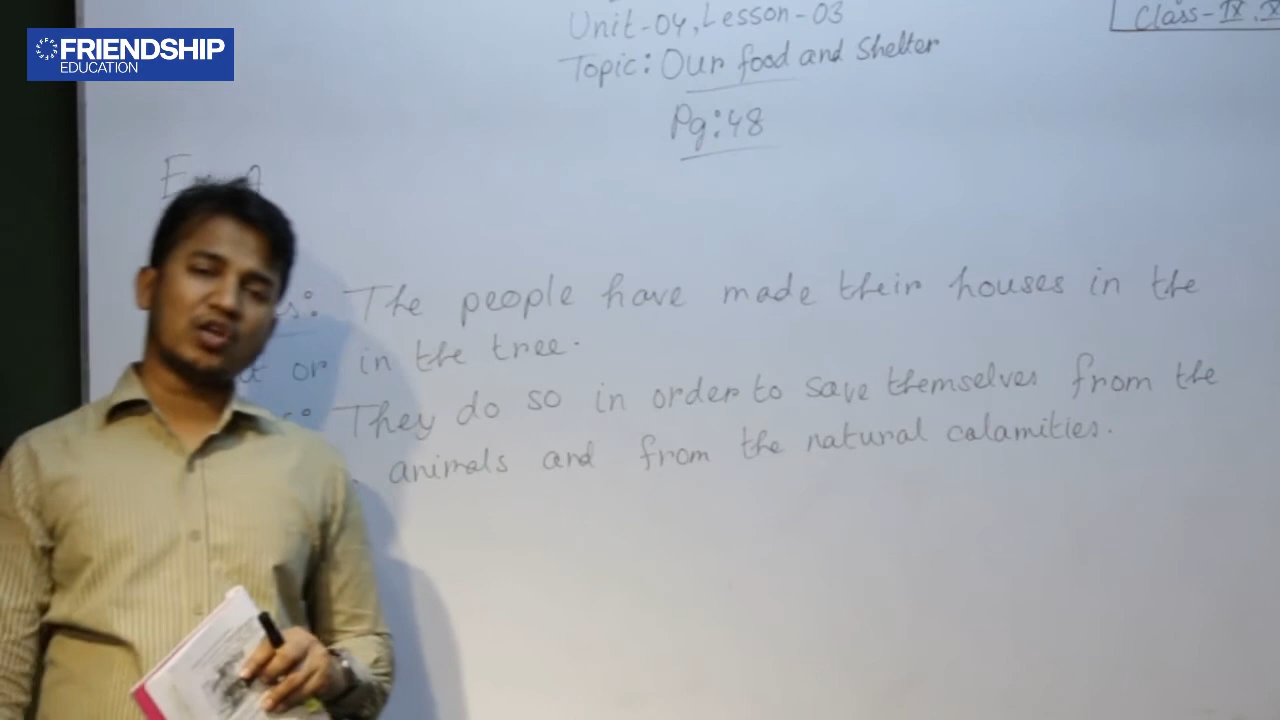 FRIENDSHIP
EDUCATION
Unit-04, Lesson-03
Class-IX, X
Topic: Our food and Shelter
Pg:48
The people have made their houses in the
or in the tree.
They do so in order to save themselves from the
animals and from the natural calamities.